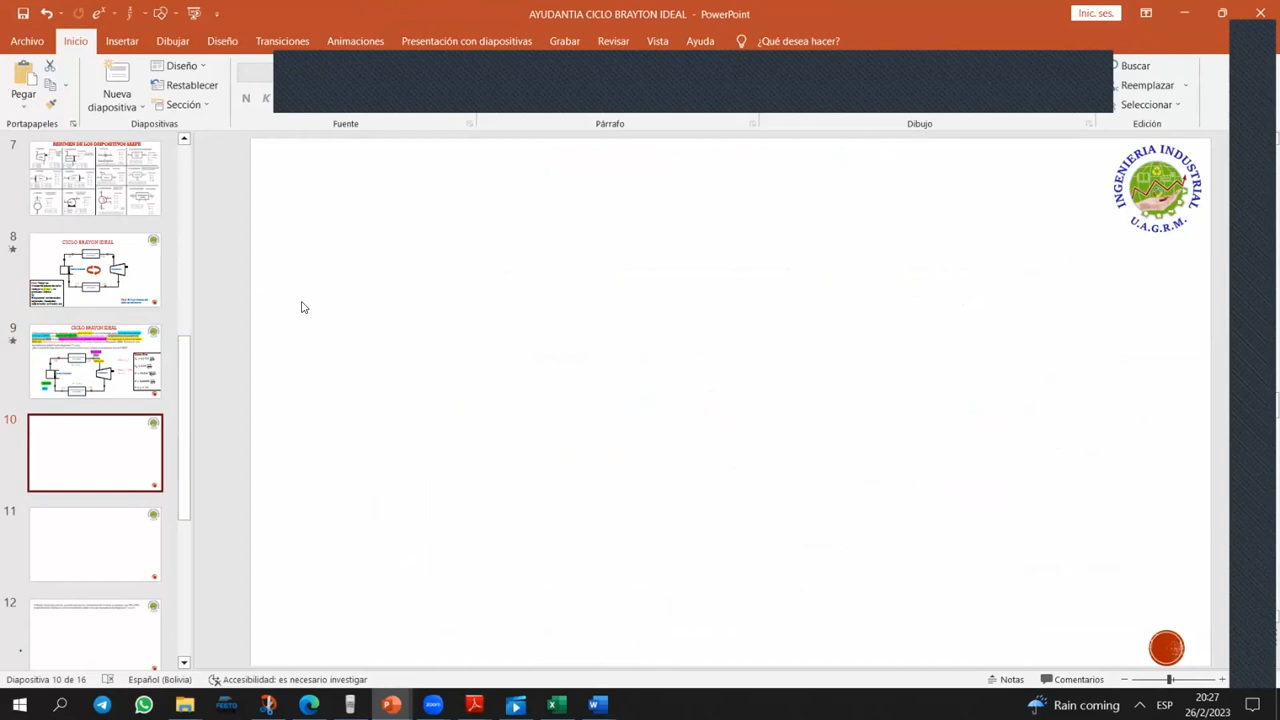 AYUDANTIA CICLO BRAYTON IDEAL - PowerPoint
Inic. ses.
Archivo Inicio Insertar Dibujar Diseño Transiciones Animaciones Presentación con diapositivas Grabar Revisar Vista Ayuda ¿Qué desea hacer?
Pegar
Nueva diapositiva
Diseño
Restablecer
Sección
N K
Buscar
Reemplazar
Seleccionar
Portapapeles Diapositivas Fuente Párrafo Dibujo Edición
7
RESUMEN DE LOS DISPOSITIVOS
8
CICLO BRAYTON IDEAL
9
CICLO BRAYTON IDEAL
10
11
12
INGENIERIA INDUSTRIAL
U.A.G.R.M.
Diapositiva 10 de 16 Español (Bolivia) Accesibilidad: es necesario investigar Notas Comentarios
FESTO
zoom
Rain coming ESP
20:27
26/2/2023